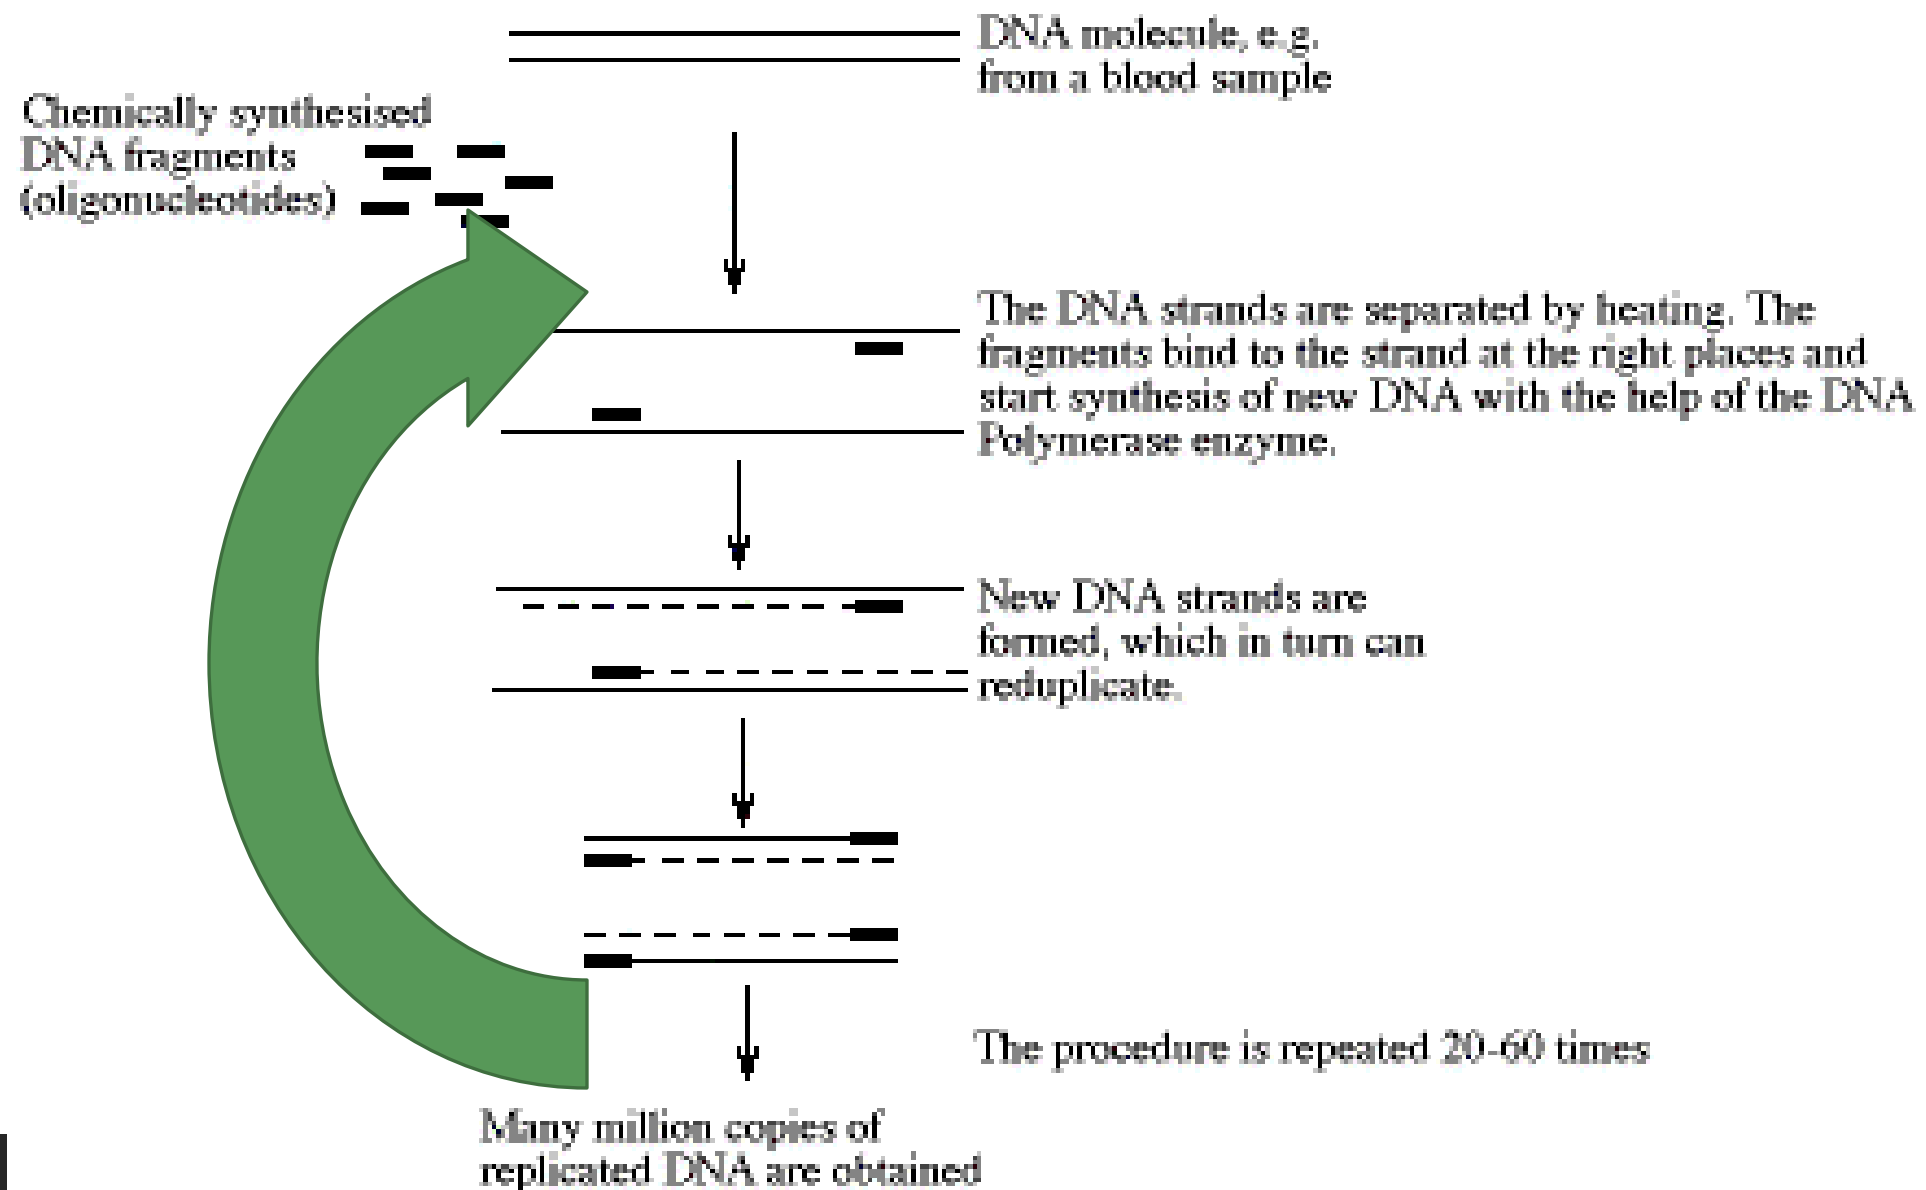 DNA molecule, e.g.
from a blood sample
Chemically synthesised
DNA fragments
(oligonucleotides)
The DNA strands are separated by heating. The
fragments bind to the strand at the right places and
start synthesis of new DNA with the help of the DNA
Polymerase enzyme.
New DNA strands are
formed, which in turn can
reduplicate.
The procedure is repeated 20-60 times
Many million copies of
replicated DNA are obtained